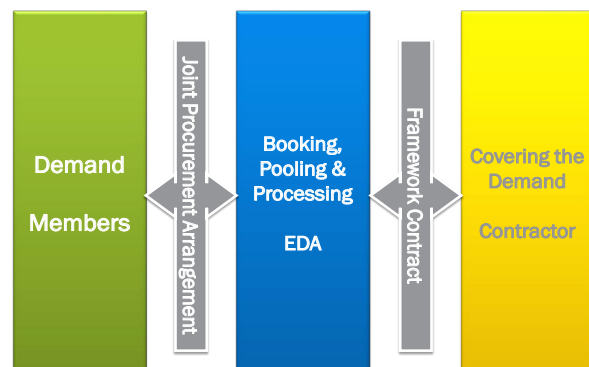 Demand
Members
Joint Procurement Arrangement
Booking,
Pooling &
Processing
EDA
Framework Contract
Covering the
Demand
Contractor